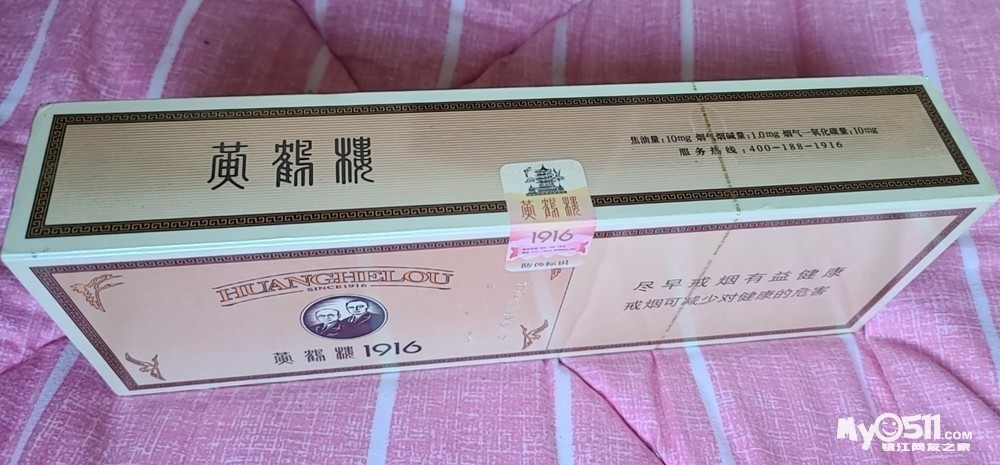 黄鹤楼
焦油量:10mg 烟气烟碱量:1.0mg 烟气一氧化碳量:10mg
服务热线:400-188-1916
黄鹤楼
1916
防伪标识
HUANGHELOU
SINCE 1916
黄鹤楼 1916
尽早戒烟有益健康
戒烟可减少对健康的危害
My0511.COM
镇江网友之家